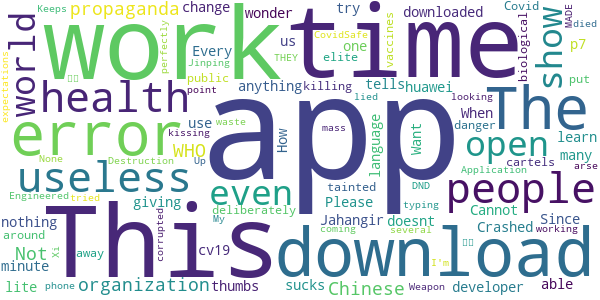 propaganda change wonder try downloaded Covid MADE died
Keeps Every us vaccines one CovidSafe THEY biological p7
work time show
perfectly Jinping public elite killing
world health anything tells huawei put
expectations point lied looking
error WHO use kissing When danger The
How language mass cartels learn
useless waste tainted Want open many
None Up Destruction Application
giving even app Please DND Cannot people arse
Engineered tried deliberately typing
nothing Jahangir doesnt Since
Not around My coming Crashed working
minute Xi away corrupted cv19 several
This download
lite organization thumbs Chinese developer able
phone sucks Weapon I'm